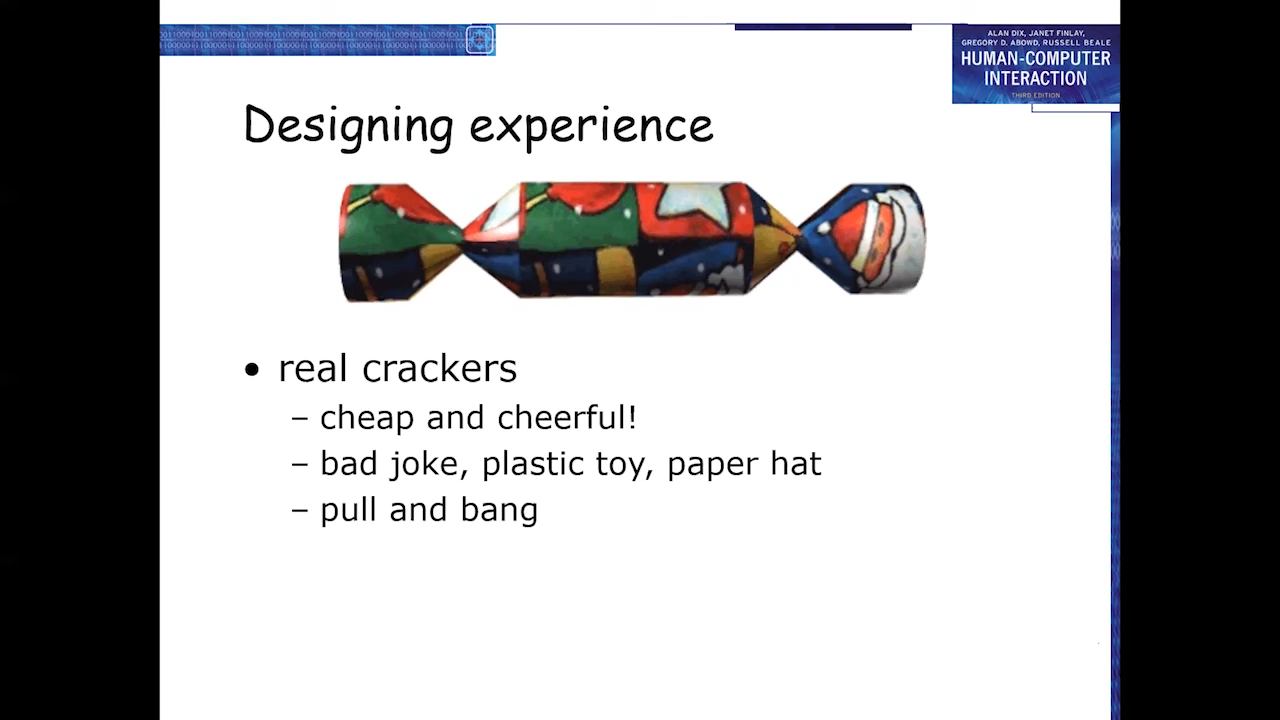 ALAN DIX, JANET FINLAY,
GREGORY D. ABOWD, RUSSELL BEALE
HUMAN-COMPUTER
INTERACTION
THIRD EDITION
Designing experience
• real crackers
– cheap and cheerful!
– bad joke, plastic toy, paper hat
– pull and bang